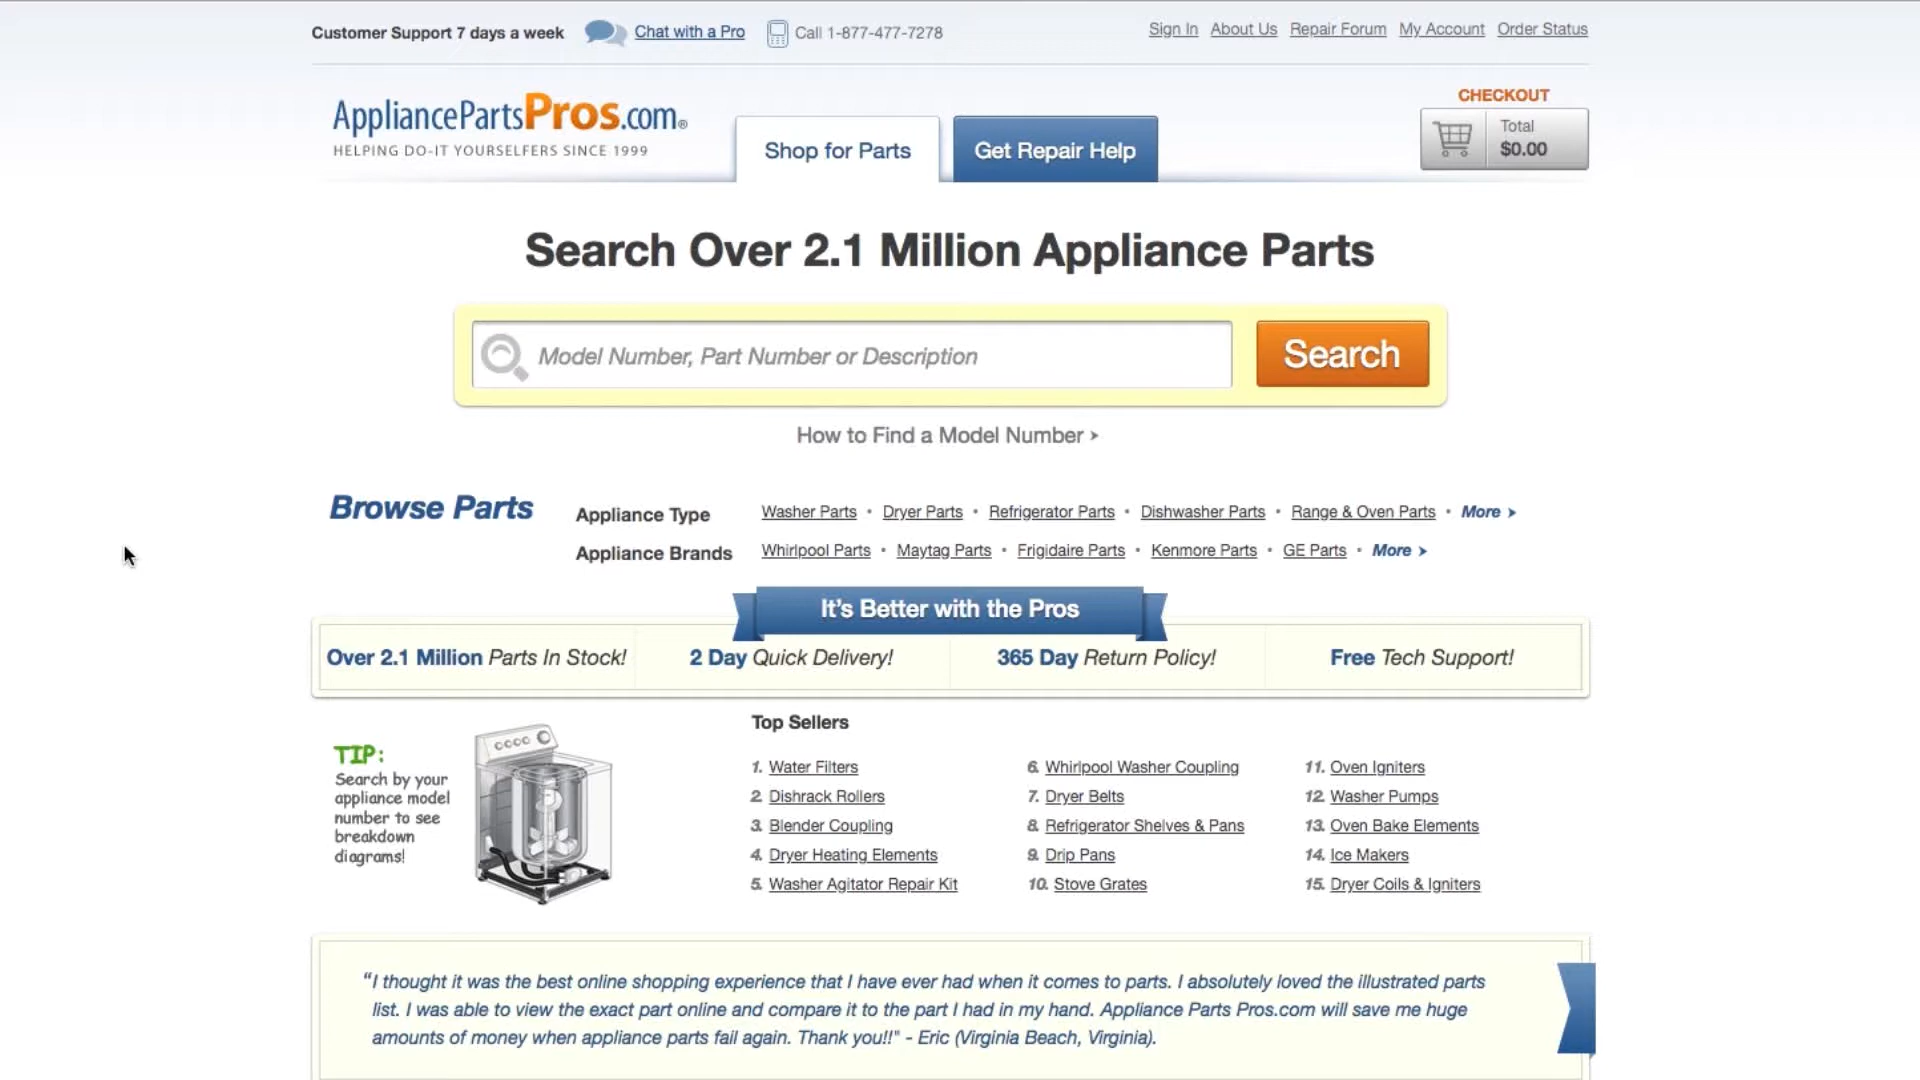 Customer Support 7 days a week Chat with a Pro Call 1-877-477-7278 Sign In About Us Repair Forum My Account Order Status
CHECKOUT
AppliancePartsPros.com®
HELPING DO-IT YOURSELFERS SINCE 1999
Shop for Parts
Get Repair Help
Total
$0.00
Search Over 2.1 Million Appliance Parts
Model Number, Part Number or Description
Search
How to Find a Model Number ›
Browse Parts
Appliance Type Washer Parts • Dryer Parts • Refrigerator Parts • Dishwasher Parts • Range & Oven Parts • More ›
Appliance Brands Whirlpool Parts • Maytag Parts • Frigidaire Parts • Kenmore Parts • GE Parts • More ›
It's Better with the Pros
Over 2.1 Million Parts In Stock! 2 Day Quick Delivery! 365 Day Return Policy! Free Tech Support!
TIP:
Search by your
appliance model
number to see
breakdown
diagrams!
Top Sellers
1. Water Filters
2. Dishrack Rollers
3. Blender Coupling
4. Dryer Heating Elements
5. Washer Agitator Repair Kit
6. Whirlpool Washer Coupling
7. Dryer Belts
8. Refrigerator Shelves & Pans
9. Drip Pans
10. Stove Grates
11. Oven Igniters
12. Washer Pumps
13. Oven Bake Elements
14. Ice Makers
15. Dryer Coils & Igniters
"I thought it was the best online shopping experience that I have ever had when it comes to parts. I absolutely loved the illustrated parts
list. I was able to view the exact part online and compare it to the part I had in my hand. Appliance Parts Pros.com will save me huge
amounts of money when appliance parts fail again. Thank you!!" - Eric (Virginia Beach, Virginia).